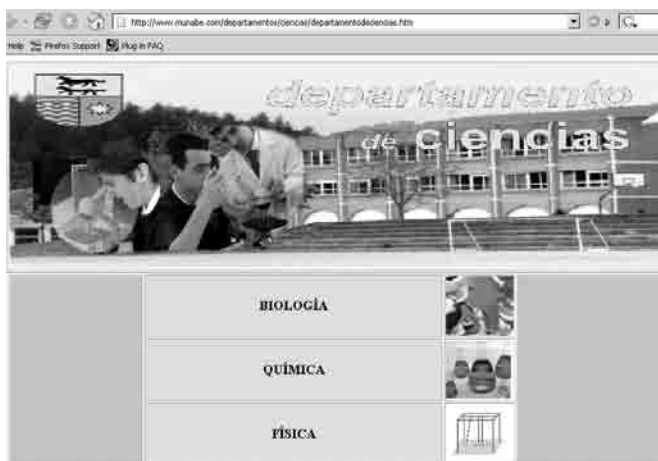 http://www.munabe.com/departamentos/ciencias/departamentodeciencias.htm
Help Firefox Support Plug-in FAQ
departamento
de ciencias
BIOLOGÍA
QUÍMICA
FÍSICA